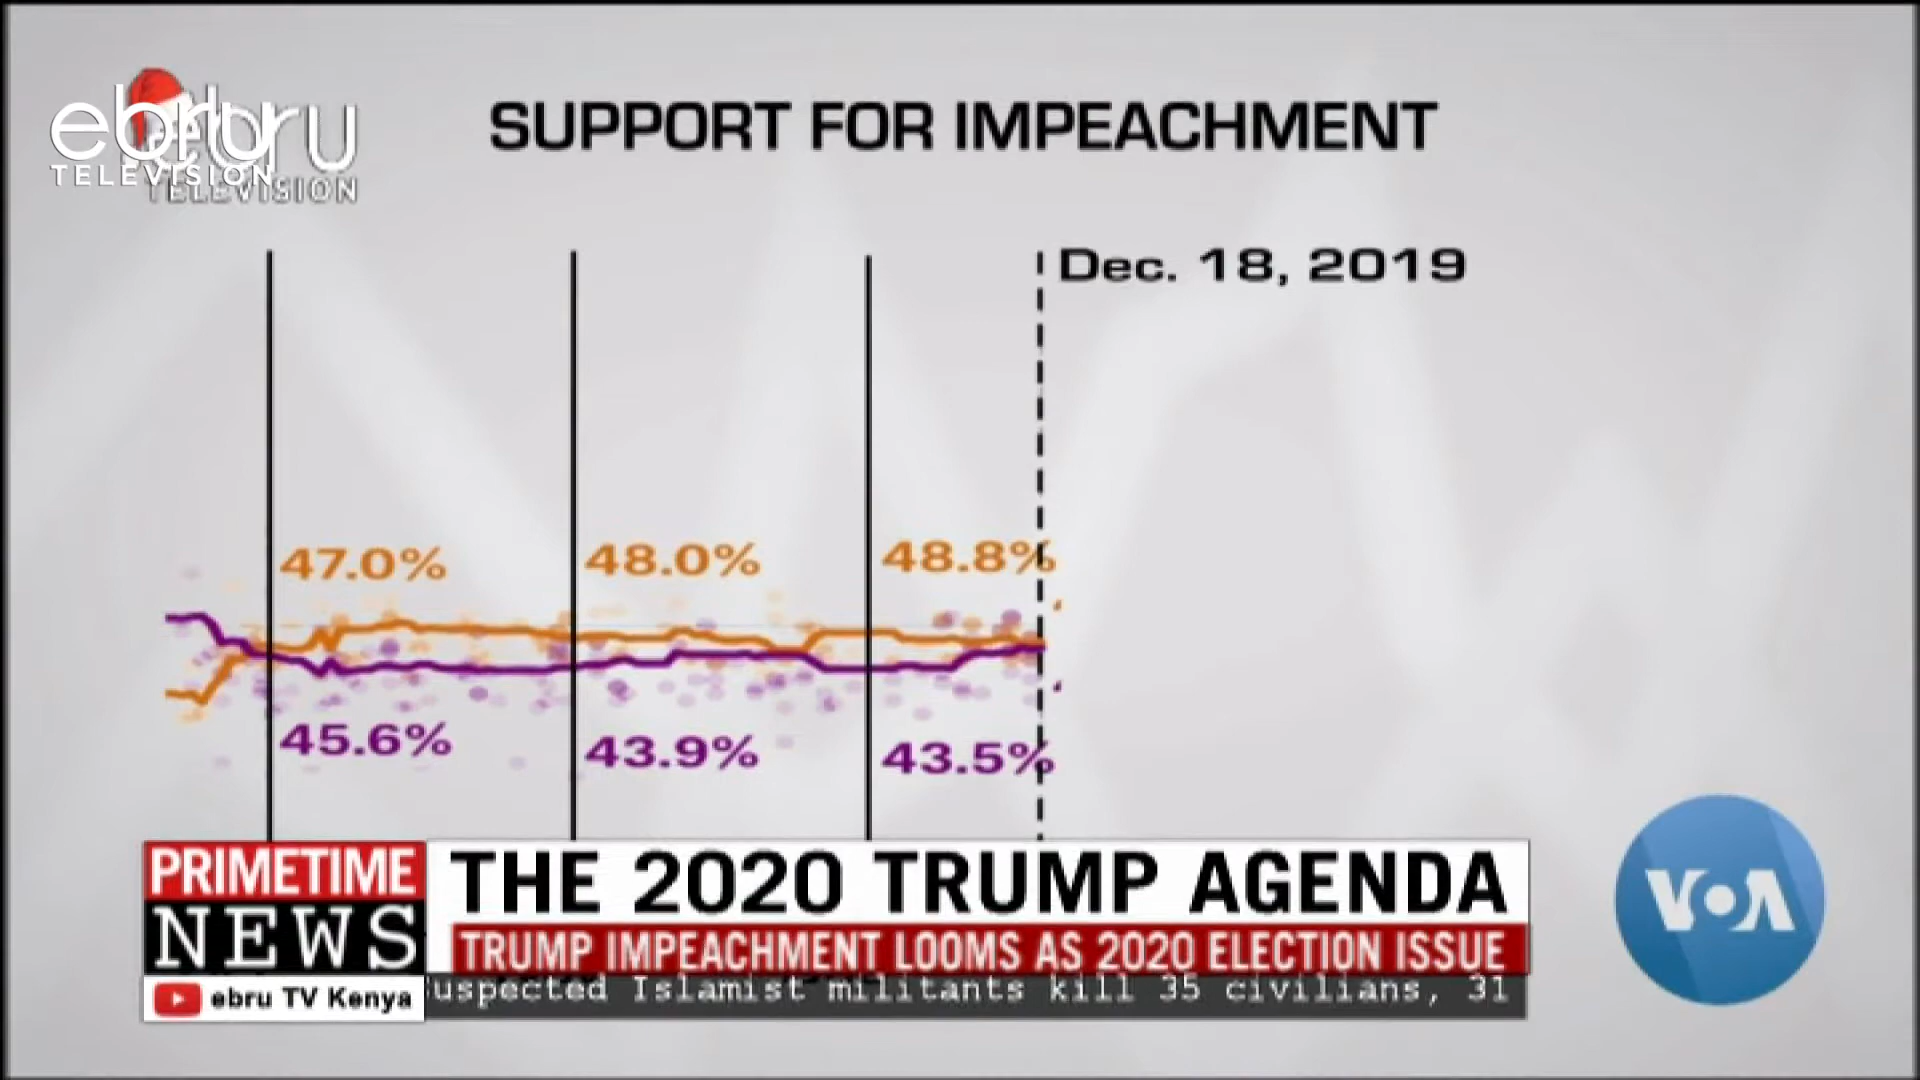 ebru
TELEVISION
ebru
TELEVISION
SUPPORT FOR IMPEACHMENT
Dec. 18, 2019
47.0%
48.0%
48.8%
45.6%
43.9%
43.5%
PRIMETIME
NEWS
THE 2020 TRUMP AGENDA
TRUMP IMPEACHMENT LOOMS AS 2020 ELECTION ISSUE
ebru TV Kenya
uspected Islamist militants kill 35 civilians, 31
VOA